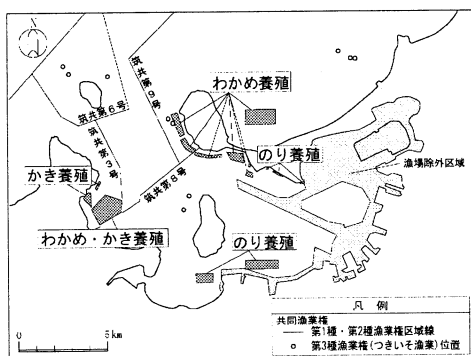 わかめ養殖
筑共第6号
筑共第9号
筑共第3号
のり養殖
漁場除外区域
かき養殖
筑共第8号
わかめ・かき養殖
のり養殖
凡 例
共同漁業権
第1種・第2種漁業権区域線
第3種漁業権(つきいそ漁業)位置
0 5km